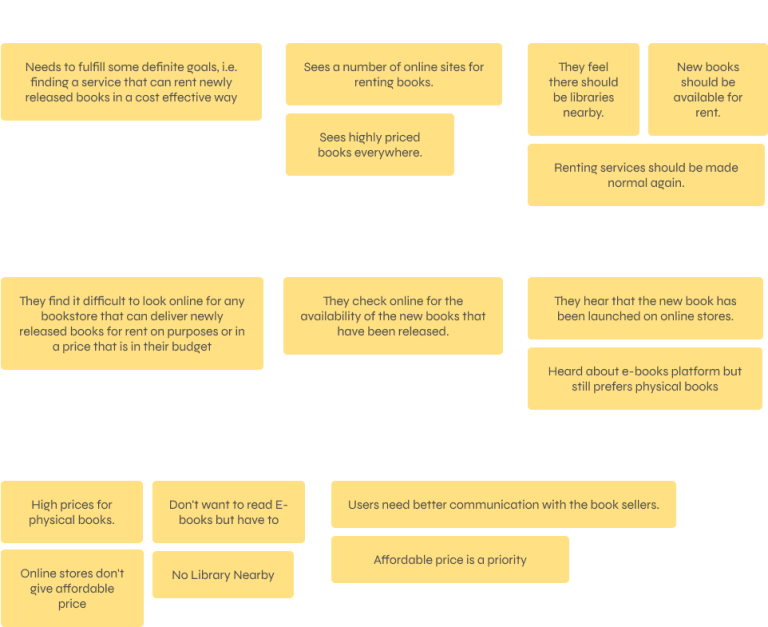 Needs to fulfill some definite goals, i.e.
finding a service that can rent newly
released books in a cost effective way
Sees a number of online sites for
renting books.
Sees highly priced
books everywhere.
They feel
there should
be libraries
nearby.
New books
should be
available for
rent.
Renting services should be made
normal again.
They find it difficult to look online for any
bookstore that can deliver newly
released books for rent on purposes or in
a price that is in their budget
They check online for the
availability of the new books that
have been released.
They hear that the new book has
been launched on online stores.
Heard about e-books platform but
still prefers physical books
High prices for
physical books.
Don't want to read E-
books but have to
Online stores don't
give affordable
price
No Library Nearby
Users need better communication with the book sellers.
Affordable price is a priority